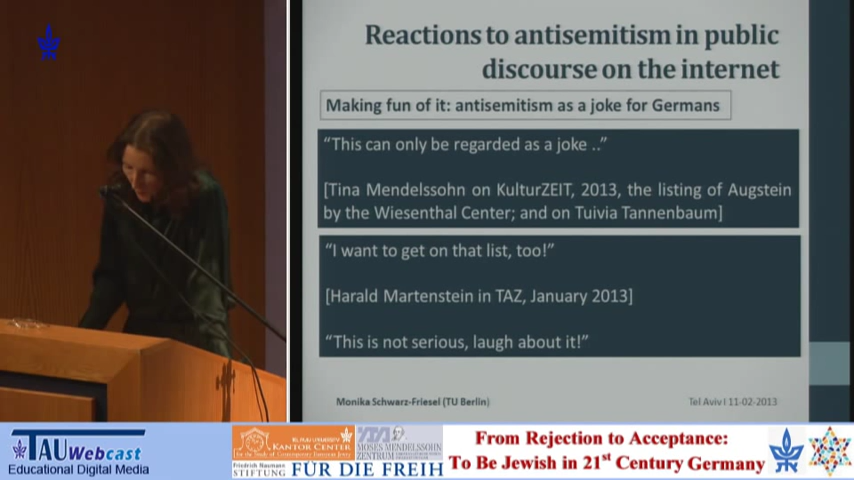 Reactions to antisemitism in public
discourse on the internet
Making fun of it: antisemitism as a joke for Germans
“This can only be regarded as a joke ..”
[Tina Mendelssohn on KulturZEIT, 2013, the listing of Augstein
by the Wiesenthal Center; and on Tuivia Tannenbaum]
“I want to get on that list, too!”
[Harald Martenstein in TAZ, January 2013]
“This is not serious, laugh about it!”
Monika Schwarz-Friesel (TU Berlin)
Tel Aviv I 11-02-2013
TAU Webcast
Educational Digital Media
KANTOR CENTER
MOSES MENDELSSOHN
ZENTRUM
Friedrich Naumann
STIFTUNG FÜR DIE FREIH
From Rejection to Acceptance:
To Be Jewish in 21st Century Germany